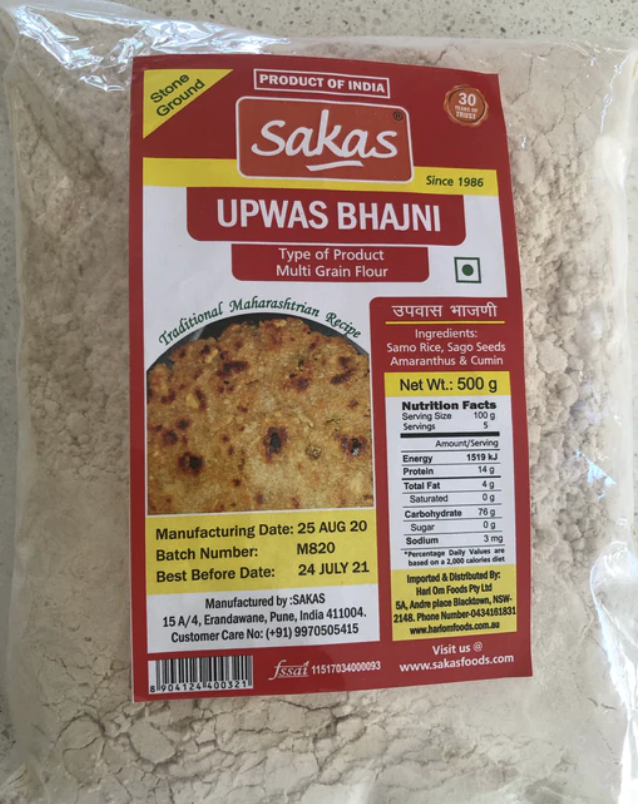 Stone
Ground
PRODUCT OF INDIA
30
YEARS OF
TRUST
Sakas®
Since 1986
UPWAS BHAJNI
Type of Product
Multi Grain Flour
Traditional Maharashtrian Recipe
उपवास भाजणी
Ingredients:
Samo Rice, Sago Seeds
Amaranthus & Cumin
Net Wt.: 500 g
Nutrition Facts
Serving Size 100 g
Servings 5
Amount/Serving
Energy 1519 kJ
Protein 14 g
Total Fat 4 g
Saturated 0 g
Carbohydrate 76 g
Sugar 0 g
Sodium 3 mg
*Percentage Daily Values are
based on a 2,000 calories diet
Manufacturing Date: 25 AUG 20
Batch Number: M820
Best Before Date: 24 JULY 21
Imported & Distributed By:
Hari Om Foods Pty Ltd
5A, Andre place Blacktown, NSW-
2148. Phone Number-0434161831
www.hariomfoods.com.au
Manufactured by :SAKAS
15 A/4, Erandawane, Pune, India 411004.
Customer Care No: (+91) 9970505415
Visit us @
www.sakasfoods.com
8 904124 400321
fssai 11517034000093